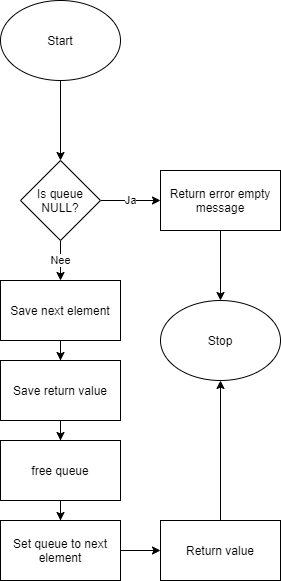 Start
Is queue
NULL?
Ja
Return error empty
message
Nee
Save next element
Stop
Save return value
free queue
Set queue to next
element
Return value